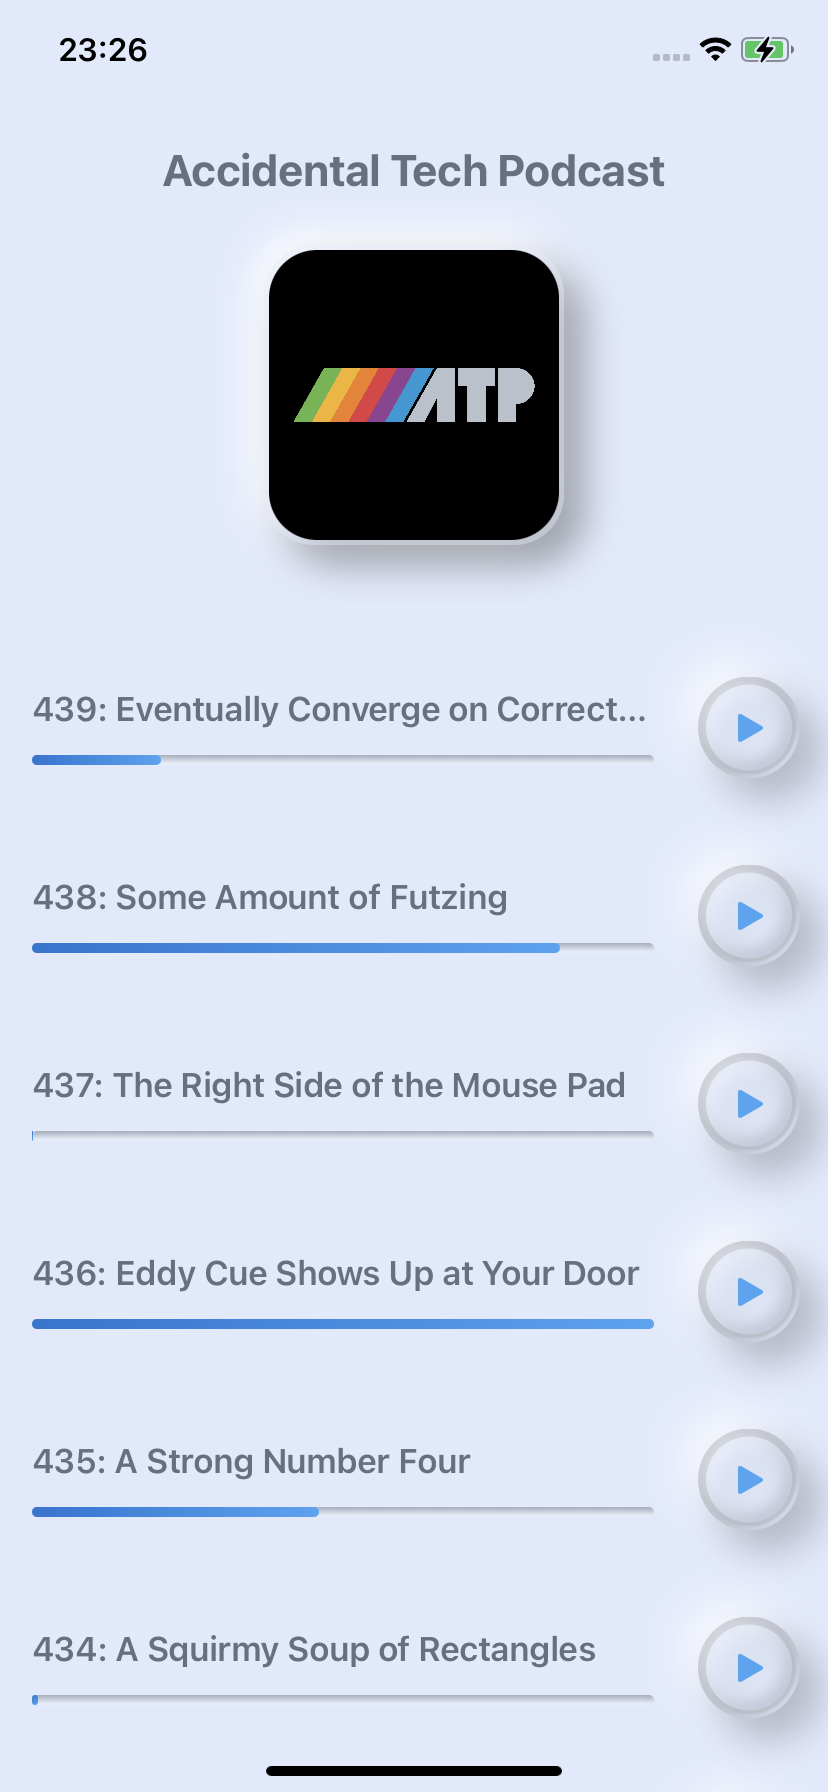 23:26
Accidental Tech Podcast
ATP
439: Eventually Converge on Correct...
438: Some Amount of Futzing
437: The Right Side of the Mouse Pad
436: Eddy Cue Shows Up at Your Door
435: A Strong Number Four
434: A Squirmy Soup of Rectangles